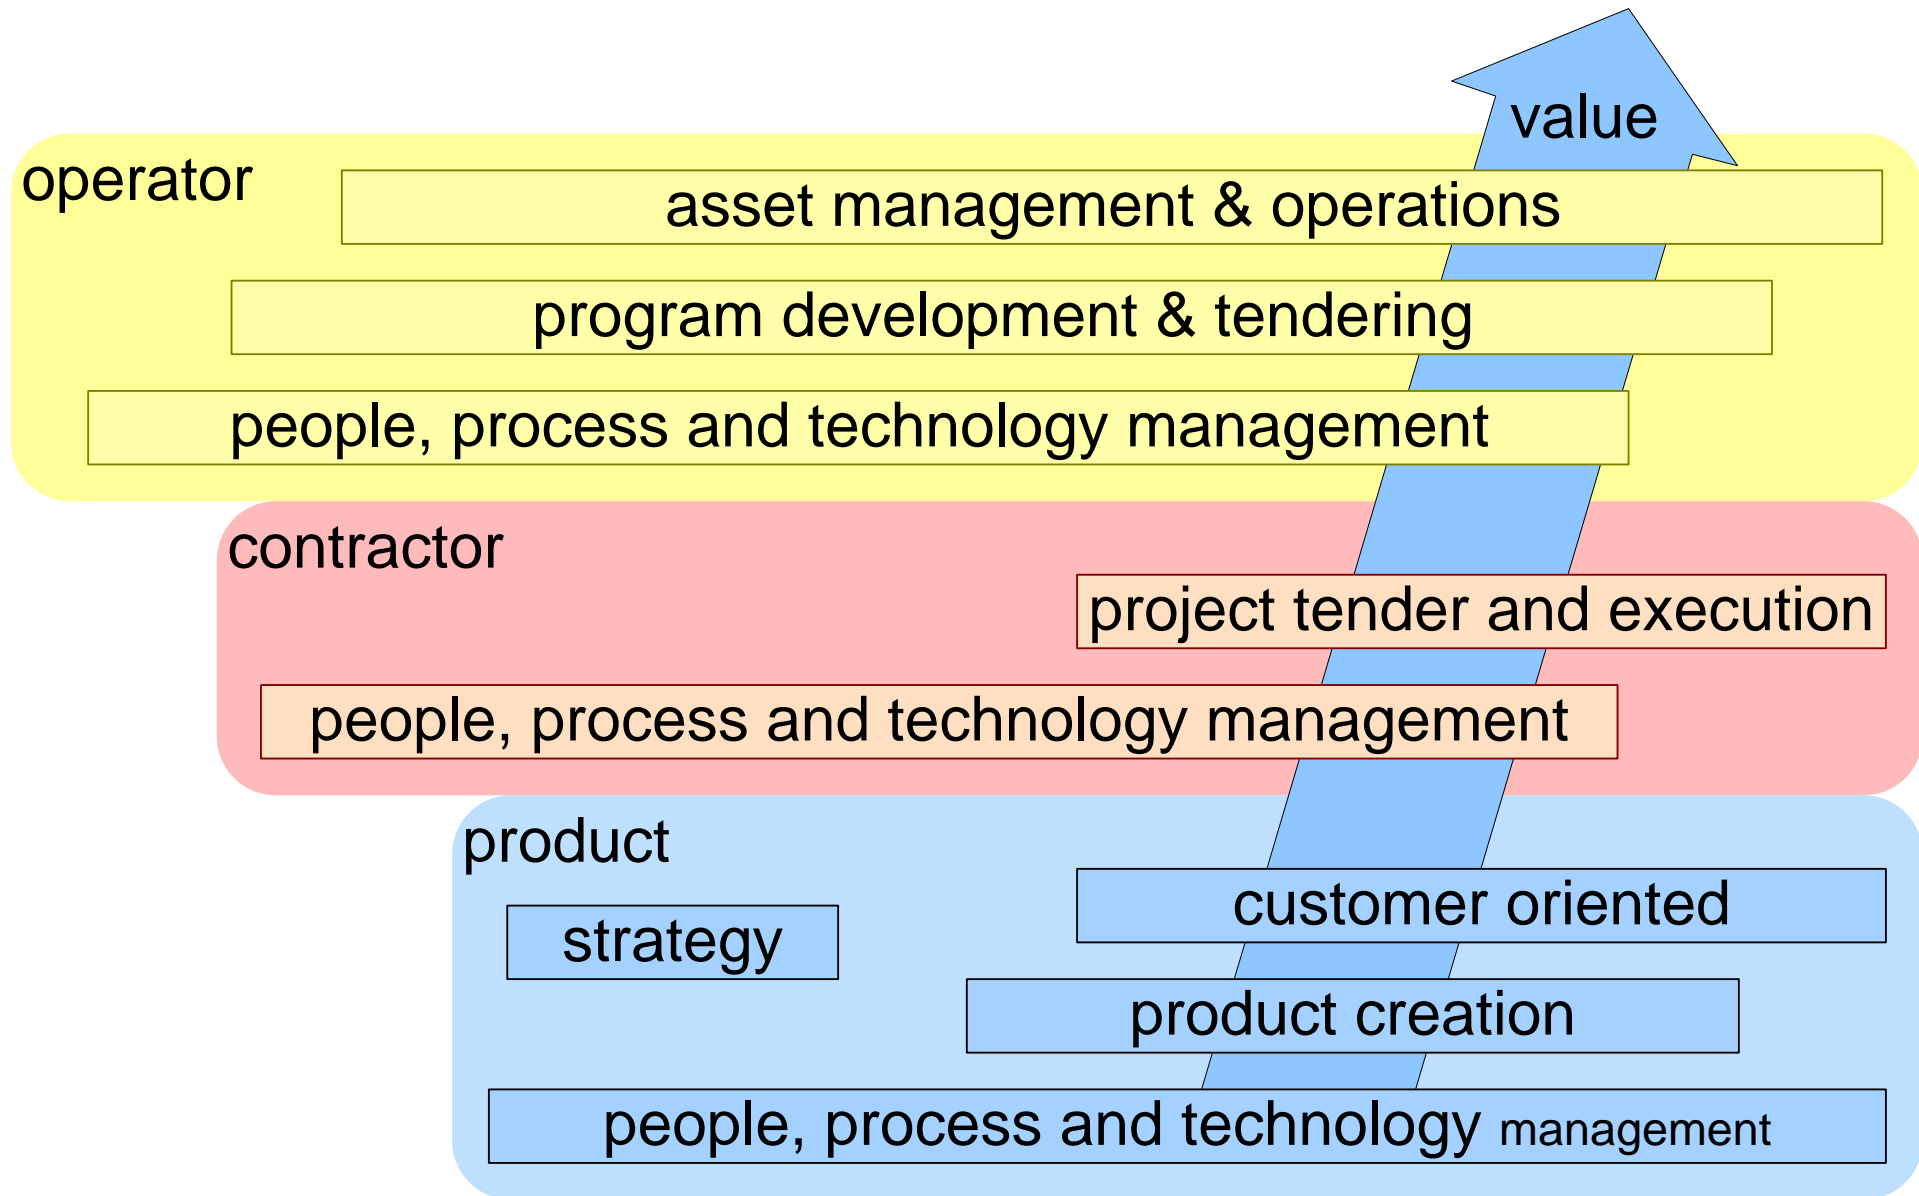 value
operator
asset management & operations
program development & tendering
people, process and technology management
contractor
project tender and execution
people, process and technology management
product
customer oriented
strategy
product creation
people, process and technology management